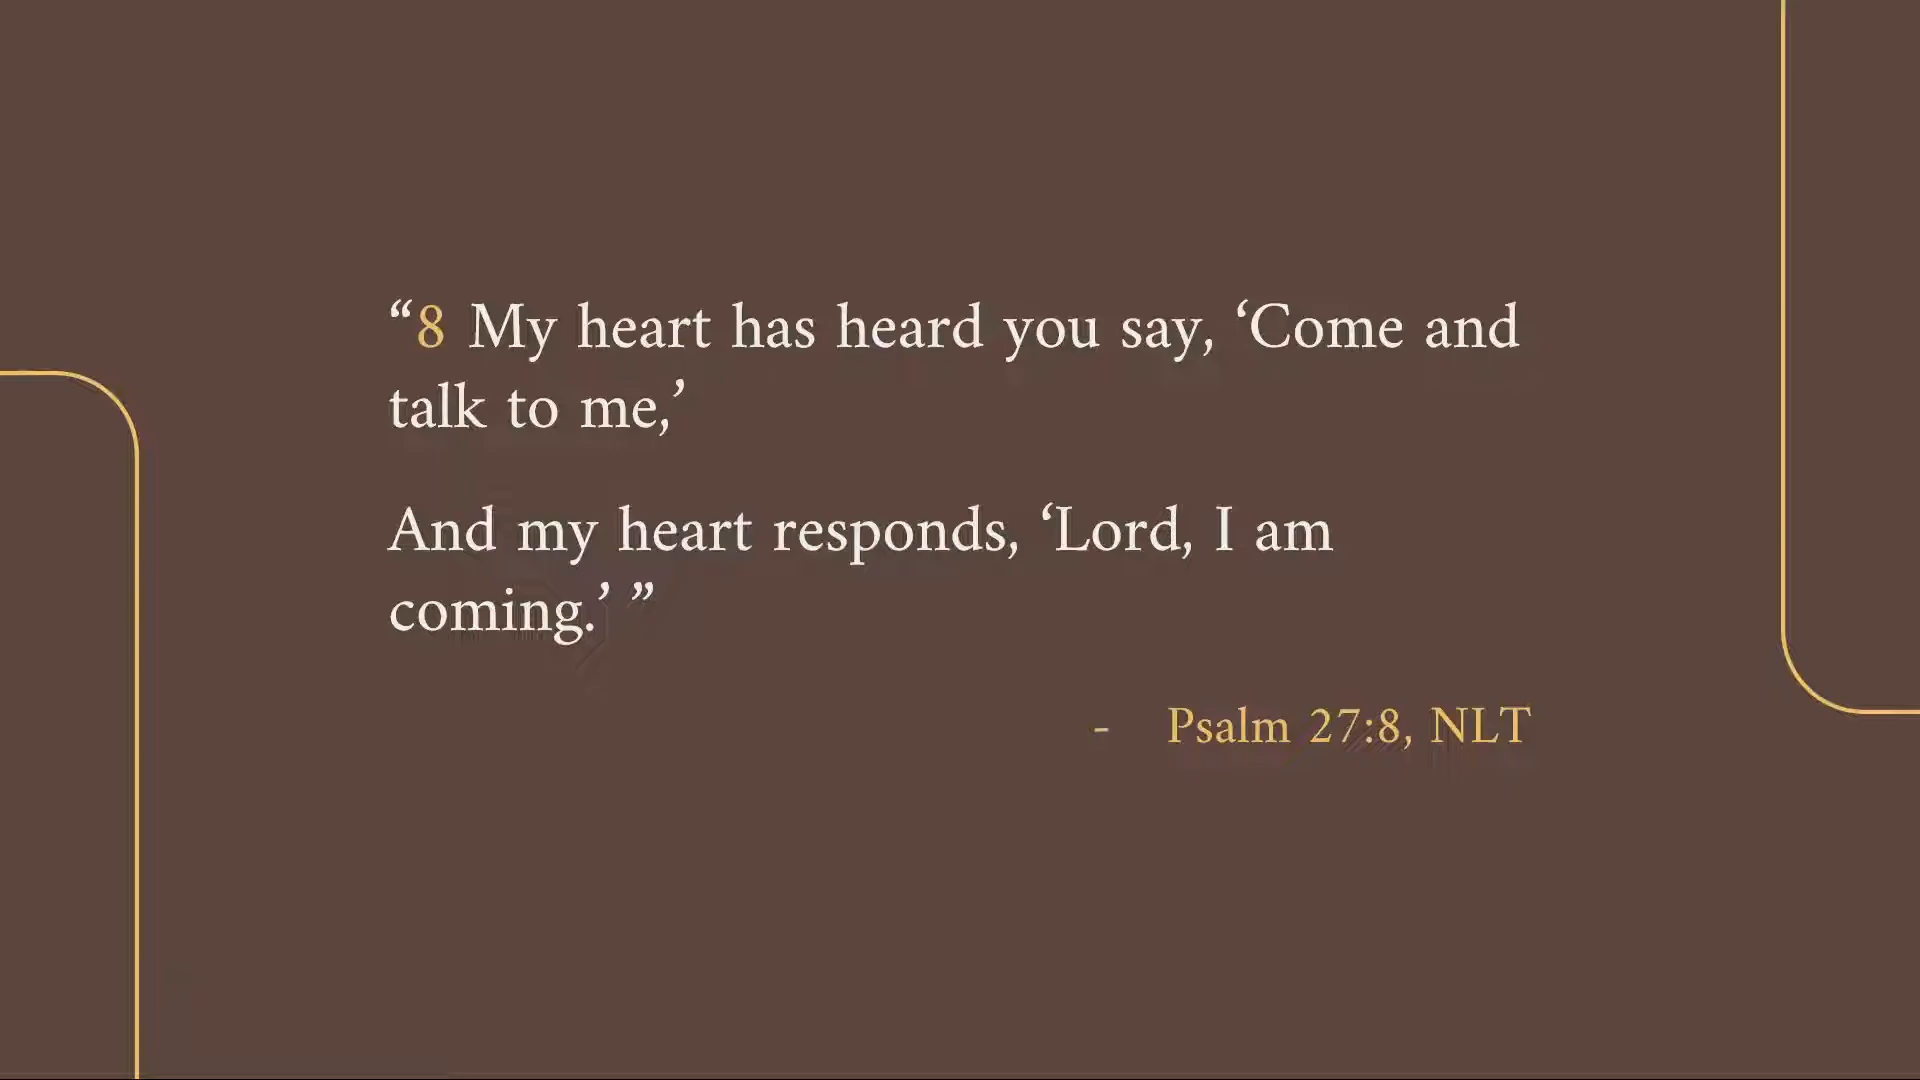 “8 My heart has heard you say, ‘Come and
talk to me,’
And my heart responds, ‘Lord, I am
coming.’ ”
- Psalm 27:8, NLT